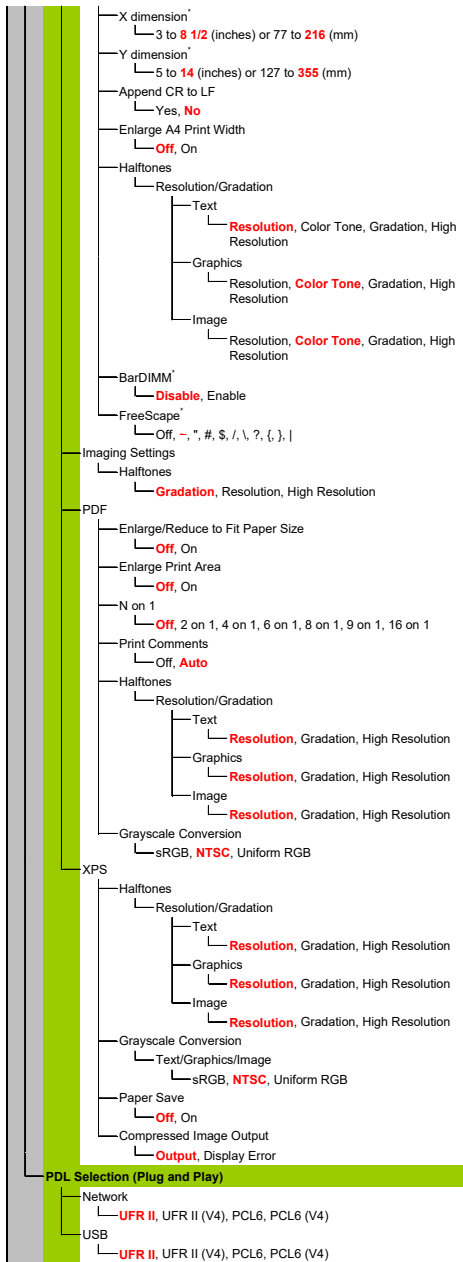 X dimension*
3 to 8 1/2 (inches) or 77 to 216 (mm)
Y dimension*
5 to 14 (inches) or 127 to 355 (mm)
Append CR to LF
Yes, No
Enlarge A4 Print Width
Off, On
Halftones
Resolution/Gradation
Text
Resolution, Color Tone, Gradation, High
Resolution
Graphics
Resolution, Color Tone, Gradation, High
Resolution
Image
Resolution, Color Tone, Gradation, High
Resolution
BarDIMM*
Disable, Enable
FreeScape*
Off, ~, ", #, $, /, \, ?, {, }, |
Imaging Settings
Halftones
Gradation, Resolution, High Resolution
PDF
Enlarge/Reduce to Fit Paper Size
Off, On
Enlarge Print Area
Off, On
N on 1
Off, 2 on 1, 4 on 1, 6 on 1, 8 on 1, 9 on 1, 16 on 1
Print Comments
Off, Auto
Halftones
Resolution/Gradation
Text
Resolution, Gradation, High Resolution
Graphics
Resolution, Gradation, High Resolution
Image
Resolution, Gradation, High Resolution
Grayscale Conversion
sRGB, NTSC, Uniform RGB
XPS
Halftones
Resolution/Gradation
Text
Resolution, Gradation, High Resolution
Graphics
Resolution, Gradation, High Resolution
Image
Resolution, Gradation, High Resolution
Grayscale Conversion
Text/Graphics/Image
sRGB, NTSC, Uniform RGB
Paper Save
Off, On
Compressed Image Output
Output, Display Error
PDL Selection (Plug and Play)
Network
UFR II, UFR II (V4), PCL6, PCL6 (V4)
USB
UFR II, UFR II (V4), PCL6, PCL6 (V4)